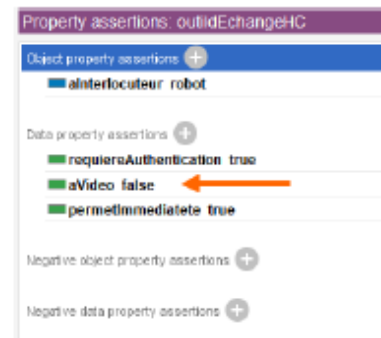 Property assertions: outildEchangeHC
Object property assertions
aInterlocuteur robot
Data property assertions
requiereAuthentication true
aVideo false
permetImmediatete true
Negative object property assertions
Negative data property assertions